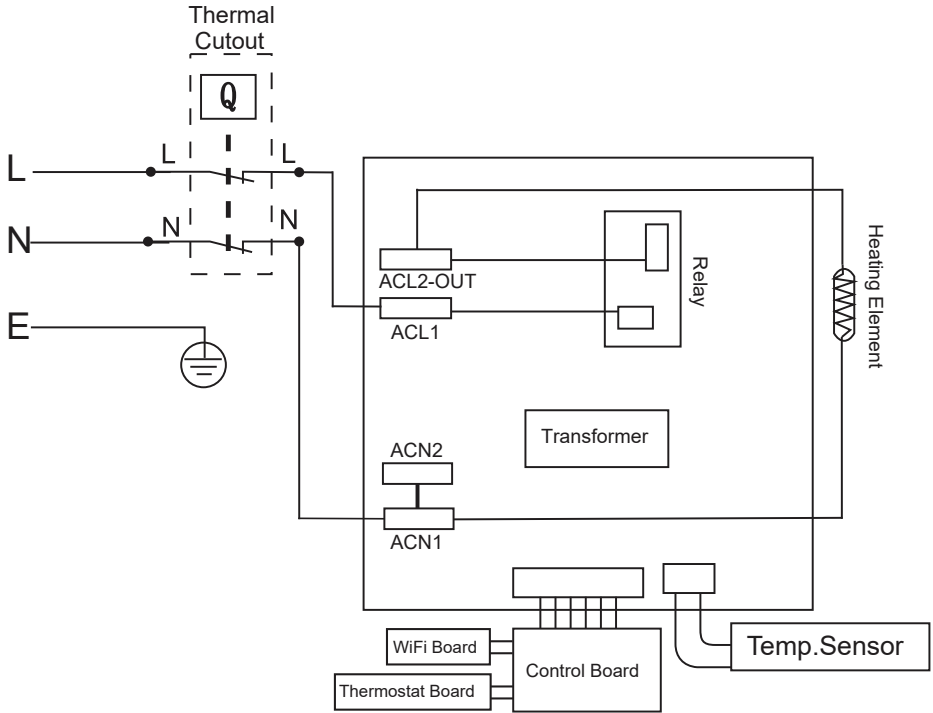 Thermal
Cutout
Q
L
L
L
N
N
N
E
ACL2-OUT
ACL1
Relay
Heating Element
Transformer
ACN2
ACN1
WiFi Board
Thermostat Board
Control Board
Temp.Sensor